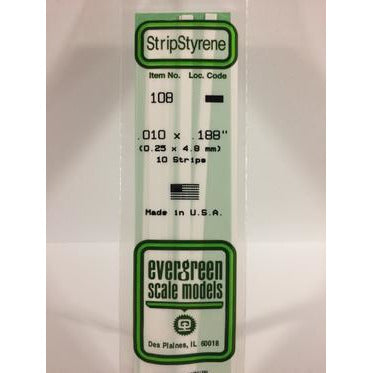 StripStyrene
Item No. Loc. Code
108
.010 x .188"
(0.25 x 4.8 mm)
10 Strips
Made in U.S.A.
evergreen
scale models
Des Plaines, IL 60018